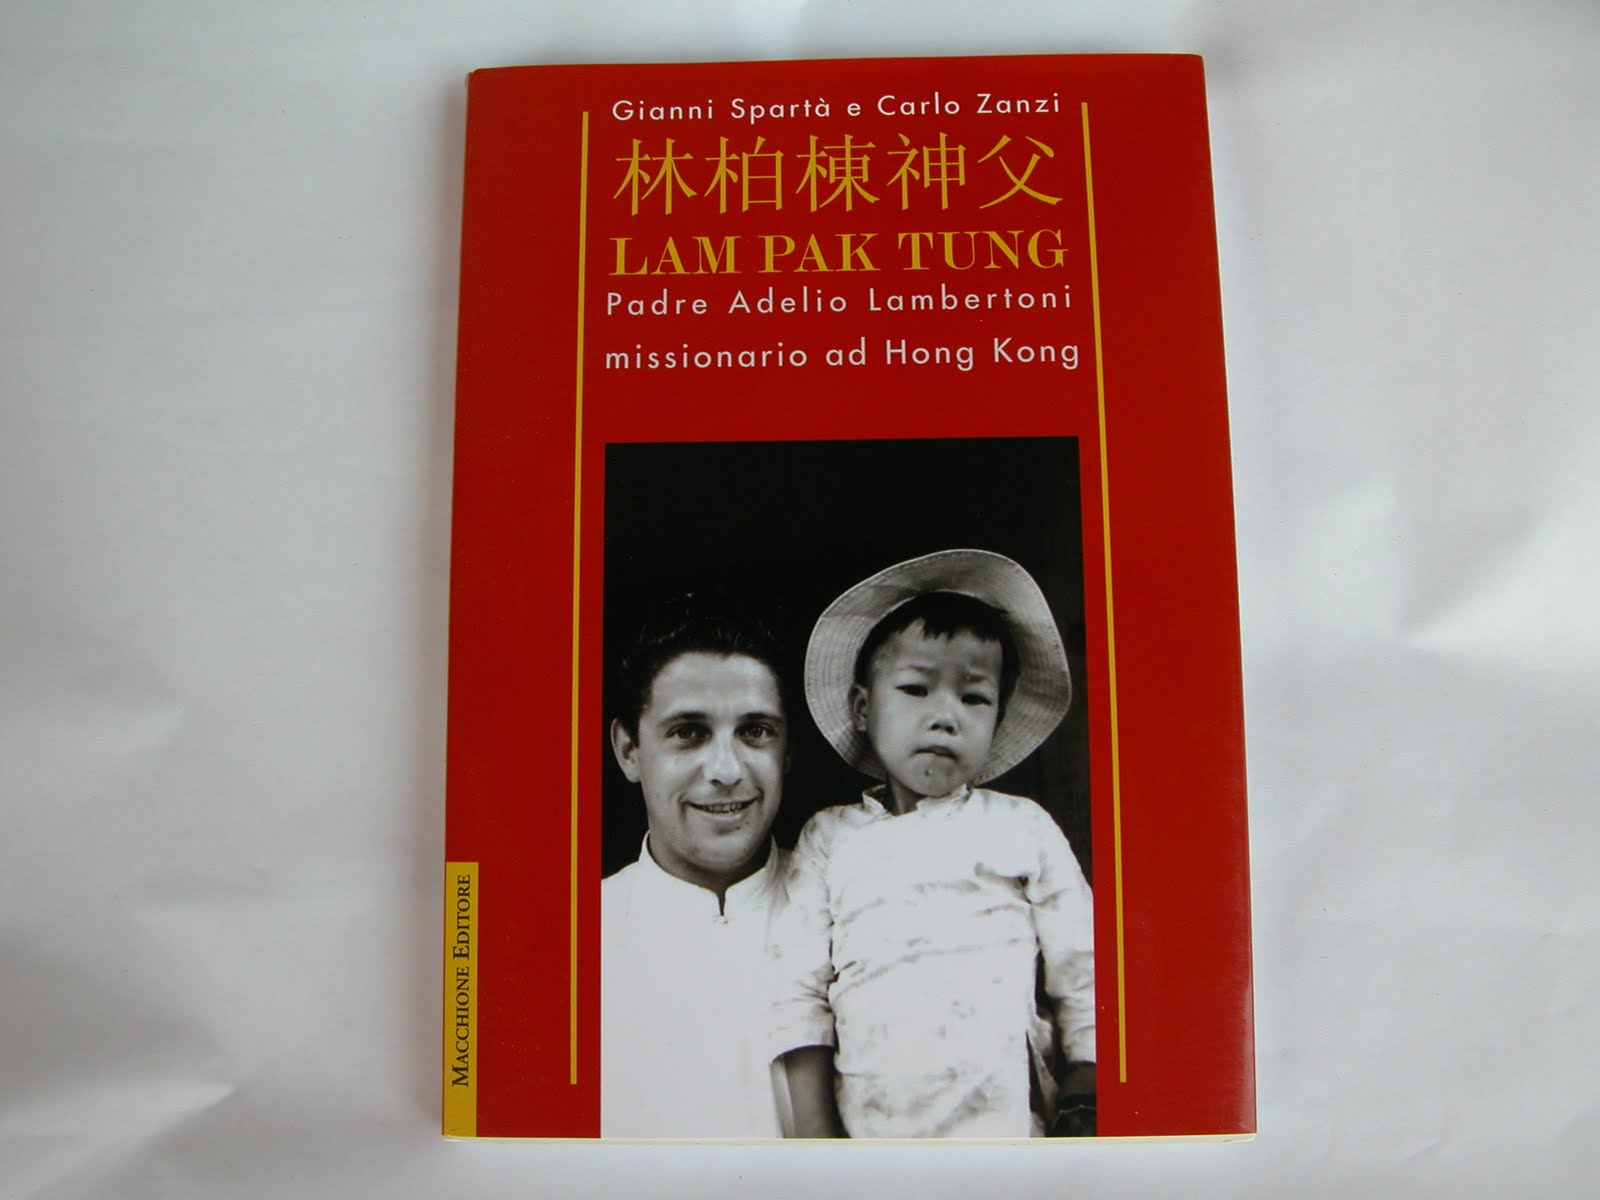 Gianni Spartà e Carlo Zanzi
林柏棟神父
LAM PAK TUNG
Padre Adelio Lambertoni
missionario ad Hong Kong
MACCHIONE EDITORE